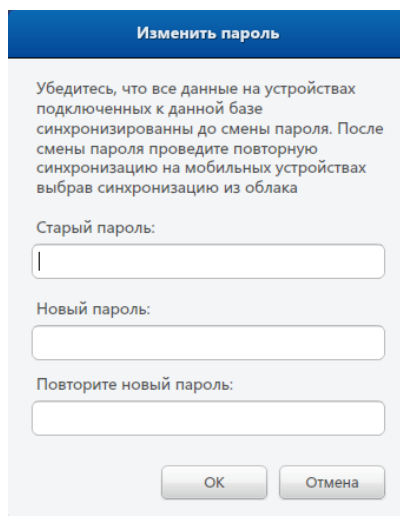 Изменить пароль
Убедитесь, что все данные на устройствах
подключенных к данной базе
синхронизированны до смены пароля. После
смены пароля проведите повторную
синхронизацию на мобильных устройствах
выбрав синхронизацию из облака
Старый пароль:
Новый пароль:
Повторите новый пароль:
ОК
Отмена